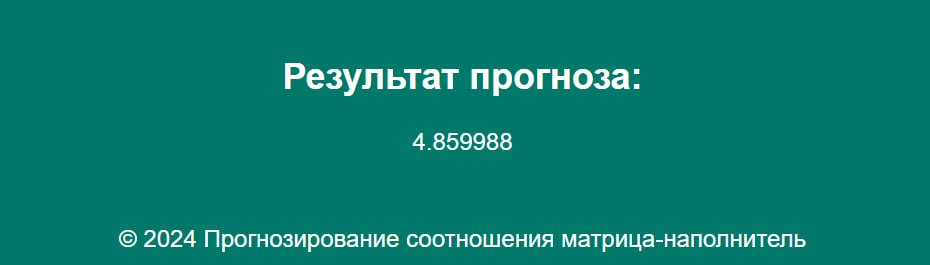 Результат прогноза:
4.859988
© 2024 Прогнозирование соотношения матрица-наполнитель